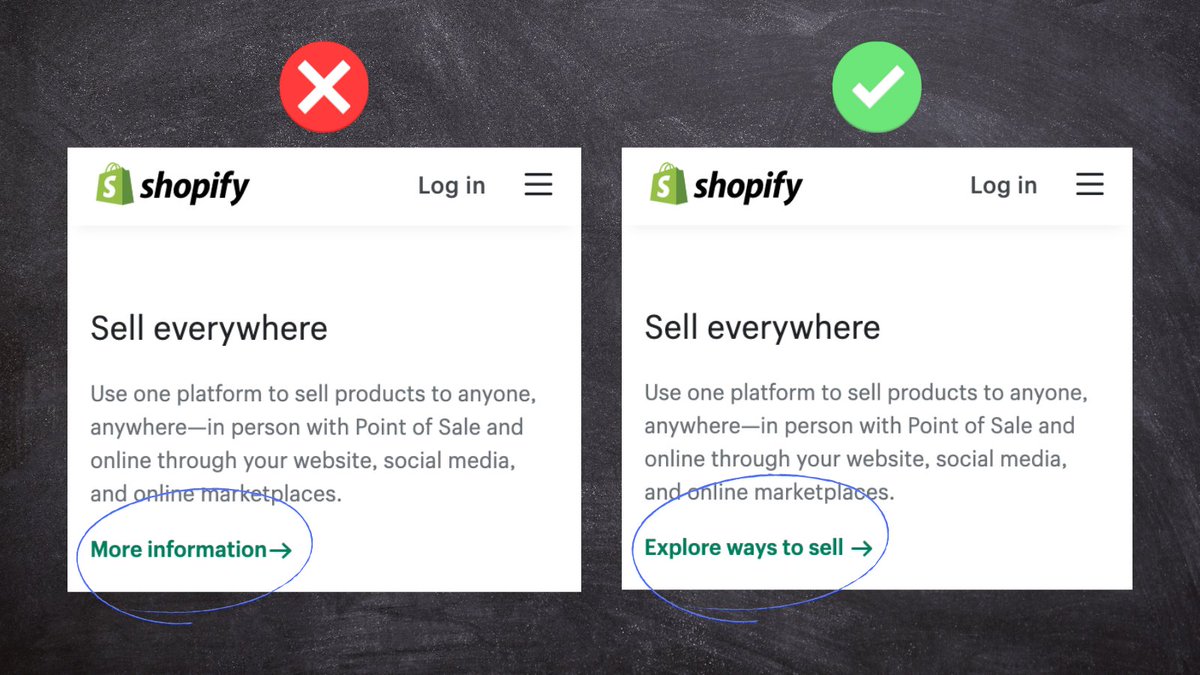 shopify
Log in
Sell everywhere
Use one platform to sell products to anyone,
anywhere—in person with Point of Sale and
online through your website, social media,
and online marketplaces.
More information→
shopify
Log in
Sell everywhere
Use one platform to sell products to anyone,
anywhere—in person with Point of Sale and
online through your website, social media,
and online marketplaces.
Explore ways to sell →